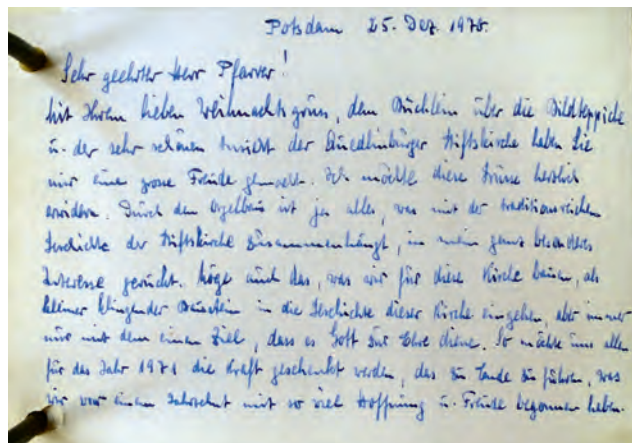 Potsdam 25. Dez. 1970.
Sehr geehrter Herr Pfarrer!
Mit Ihrem lieben Weihnachtsgruss, dem Büchlein über die Bildteppiche
u. der sehr schönen Ansicht der Quedlinburger Stiftskirche haben Sie
mir eine grosse Freude gemacht. Ich möchte diese Grüsse herzlich
erwidern. Durch den Orgelbau ist ja alles, was mit der traditionsreichen
Geschichte der Stiftskirche zusammenhängt, in mein ganz besonderes
Interesse gerückt. Möge auch das, was wir für diese Kirche bauen, als
kleiner klingender Baustein in die Geschichte dieser Kirche eingehen aber immer
nur mit dem einen Ziel, dass es Gott zur Ehre diene. So möchte uns allen
für das Jahr 1971 die Kraft geschenkt werden, das zu Ende zu führen, was
wir vor einem Jahrzehnt mit so viel Hoffnung u. Freude begonnen haben.